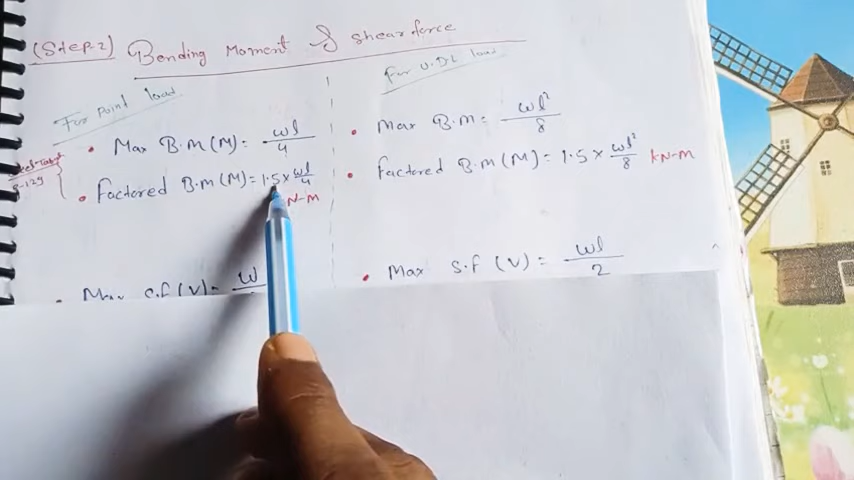 (Step-2) Bending Moment & shear force
For point load
• Max B.M (M) = wl/4
• Factored B.M (M) = 1.5 × wl/4
N-M
Max S.F (V) = w
For U.D.L load
• Max B.M = wl²/8
• Factored B.M (M) = 1.5 × wl²/8 kN-M
• Max S.F (V) = wl/2